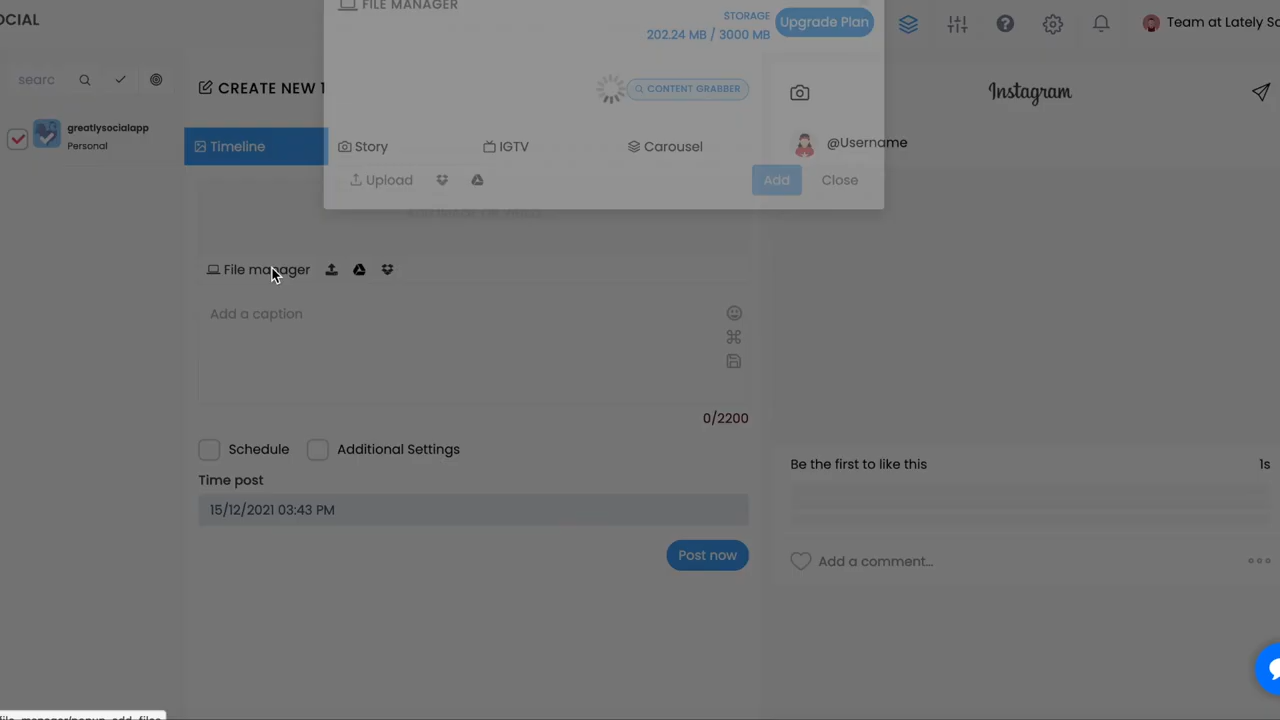 OCIAL
FILE MANAGER
STORAGE
202.24 MB / 3000 MB
Upgrade Plan
Team at Lately Sc
searc
CREATE NEW
CONTENT GRABBER
Instagram
greatlysocialapp
Personal
Timeline
Story
IGTV
Carousel
@Username
Upload
Add
Close
File manager
Add a caption
0/2200
Schedule
Additional Settings
Be the first to like this
1s
Time post
15/12/2021 03:43 PM
Post now
Add a comment...